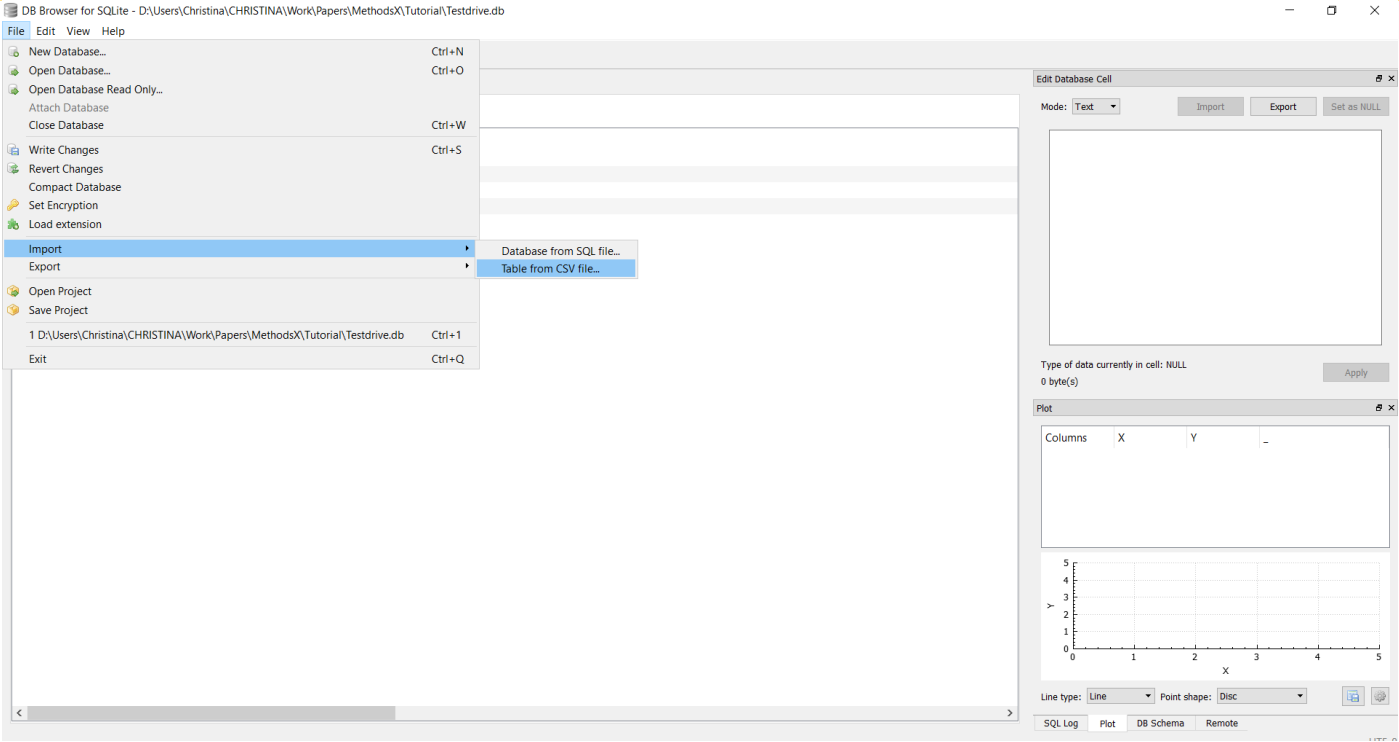 DB Browser for SQLite - D:\Users\Christina\CHRISTINA\Work\Papers\MethodsX\Tutorial\Testdrive.db
File Edit View Help
New Database... Ctrl+N
Open Database... Ctrl+O
Open Database Read Only...
Attach Database
Close Database Ctrl+W
Write Changes Ctrl+S
Revert Changes
Compact Database
Set Encryption
Load extension
Import
Export
Open Project
Save Project
1 D:\Users\Christina\CHRISTINA\Work\Papers\MethodsX\Tutorial\Testdrive.db Ctrl+1
Exit Ctrl+Q
Database from SQL file...
Table from CSV file...
Edit Database Cell
Mode: Text Import Export Set as NULL
Type of data currently in cell: NULL
0 byte(s)
Apply
Plot
Columns X Y _
5
4
3
2
1
0
Y
0 1 2 3 4 5
X
Line type: Line Point shape: Disc
SQL Log Plot DB Schema Remote